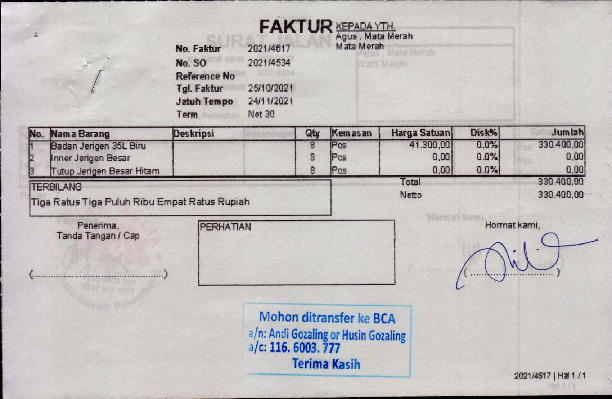 FAKTUR
KEPADA YTH.
Agus , Mata Merah
Mata Merah
No. Faktur 2021/4617
No. SO 2021/4534
Reference No
Tgl. Faktur 25/10/2021
Jatuh Tempo 24/11/2021
Term Net 30
No. Nama Barang Deskripsi Qty Kemasan Harga Satuan Disk% Jumlah
1 Badan Jerigen 35L Biru 8 Pcs 41.300,00 0.0% 330.400,00
2 Inner Jerigen Besar 8 Pcs 0,00 0.0% 0,00
3 Tutup Jerigen Besar Hitam 8 Pcs 0,00 0.0% 0,00
Total 330.400,00
Netto 330.400,00
TERBILANG
Tiga Ratus Tiga Puluh Ribu Empat Ratus Rupiah
Penerima,
Tanda Tangan / Cap
(........................)
PERHATIAN
Hormat kami,
(........................)
Mohon ditransfer ke BCA
a/n: Andi Gozaling or Husin Gozaling
a/c: 116. 6003. 777
Terima Kasih
2021/4617 | Hal 1 / 1